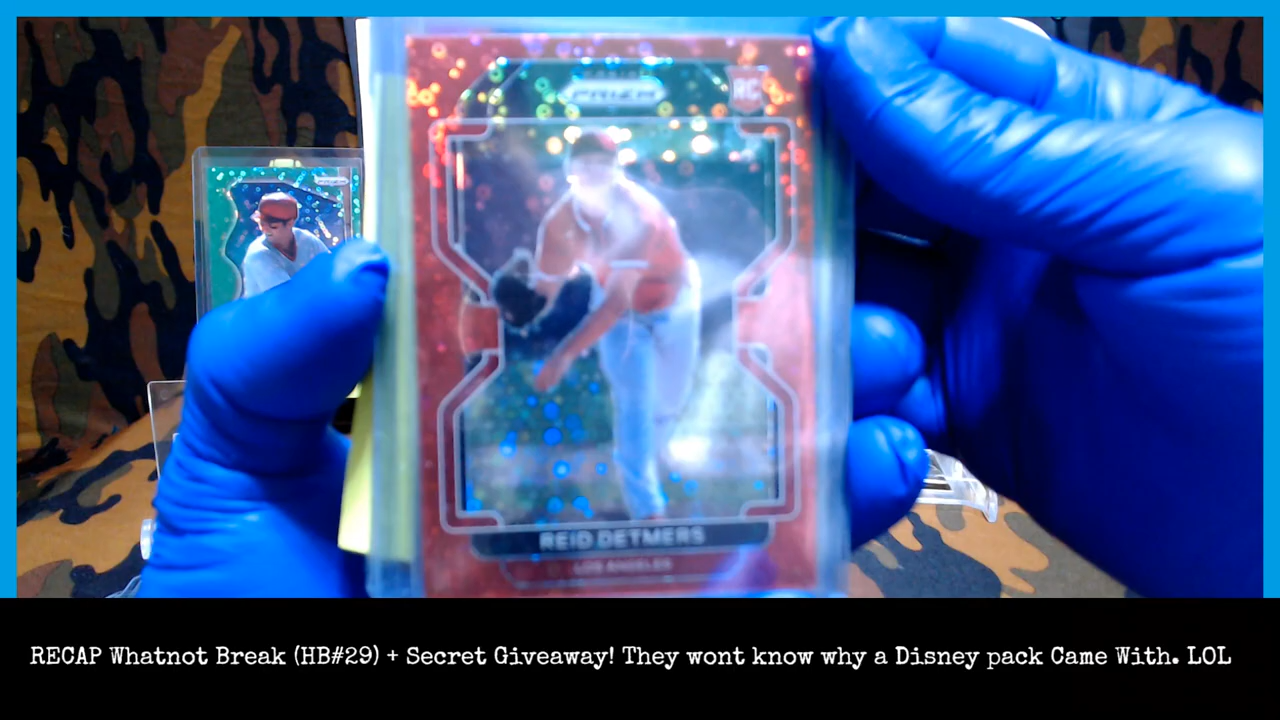 PRIZM
RC
REID DETMERS
LOS ANGELES
PRIZM
RECAP Whatnot Break (HB#29) + Secret Giveaway! They wont know why a Disney pack Came With. LOL